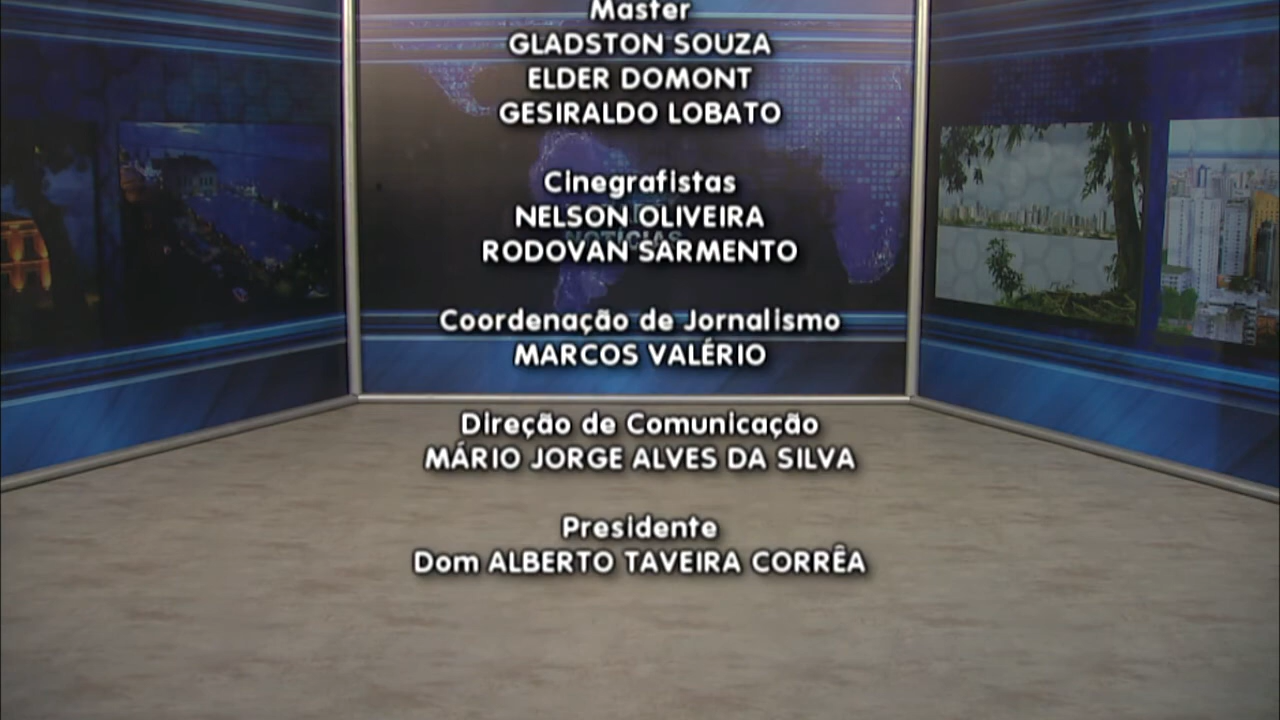 Master
GLADSTON SOUZA
ELDER DOMONT
GESIRALDO LOBATO
Cinegrafistas
NELSON OLIVEIRA
NOTÍCIAS
RODOVAN SARMENTO
Coordenação de Jornalismo
MARCOS VALÉRIO
Direção de Comunicação
MÁRIO JORGE ALVES DA SILVA
Presidente
Dom ALBERTO TAVEIRA CORRÊA